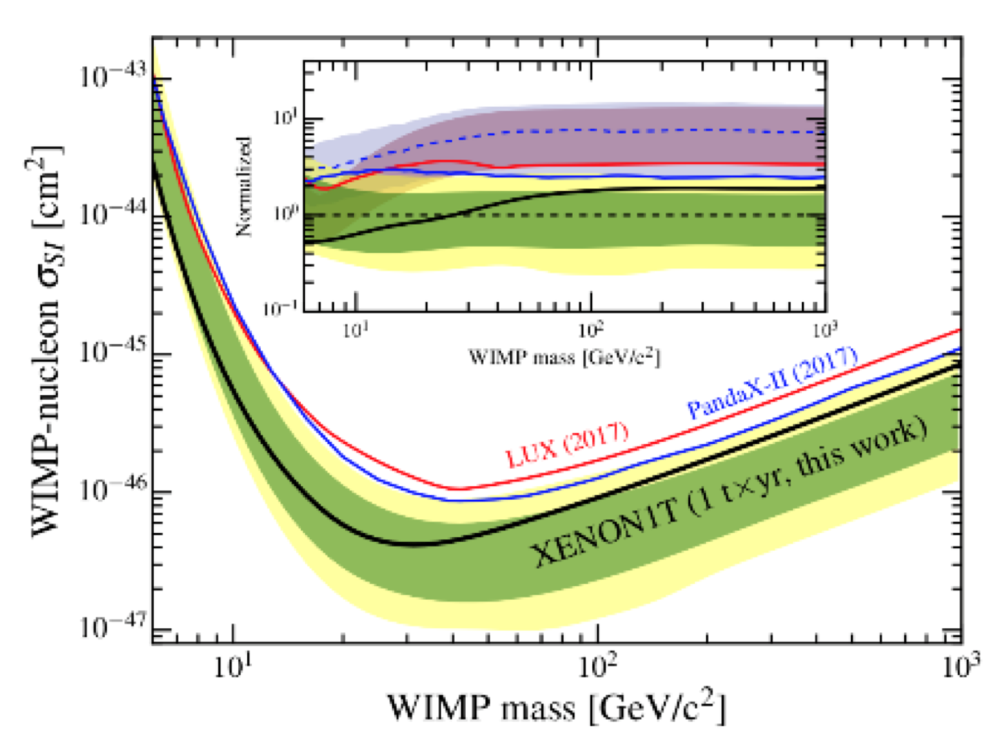 10⁻⁴³
10⁻⁴⁴
10⁻⁴⁵
10⁻⁴⁶
10⁻⁴⁷
WIMP-nucleon σ_SI [cm²]
10¹
10²
10³
WIMP mass [GeV/c²]
10¹
10⁰
10⁻¹
Normalized
10¹
10²
10³
WIMP mass [GeV/c²]
LUX (2017)
PandaX-II (2017)
XENON1T (1 t×yr, this work)